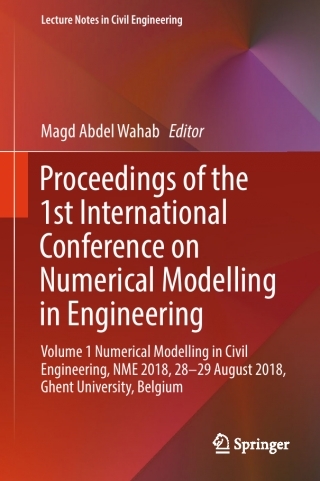 Lecture Notes in Civil Engineering
Magd Abdel Wahab Editor
Proceedings of the
1st International
Conference on
Numerical Modelling
in Engineering
Volume 1 Numerical Modelling in Civil
Engineering, NME 2018, 28–29 August 2018,
Ghent University, Belgium
Springer